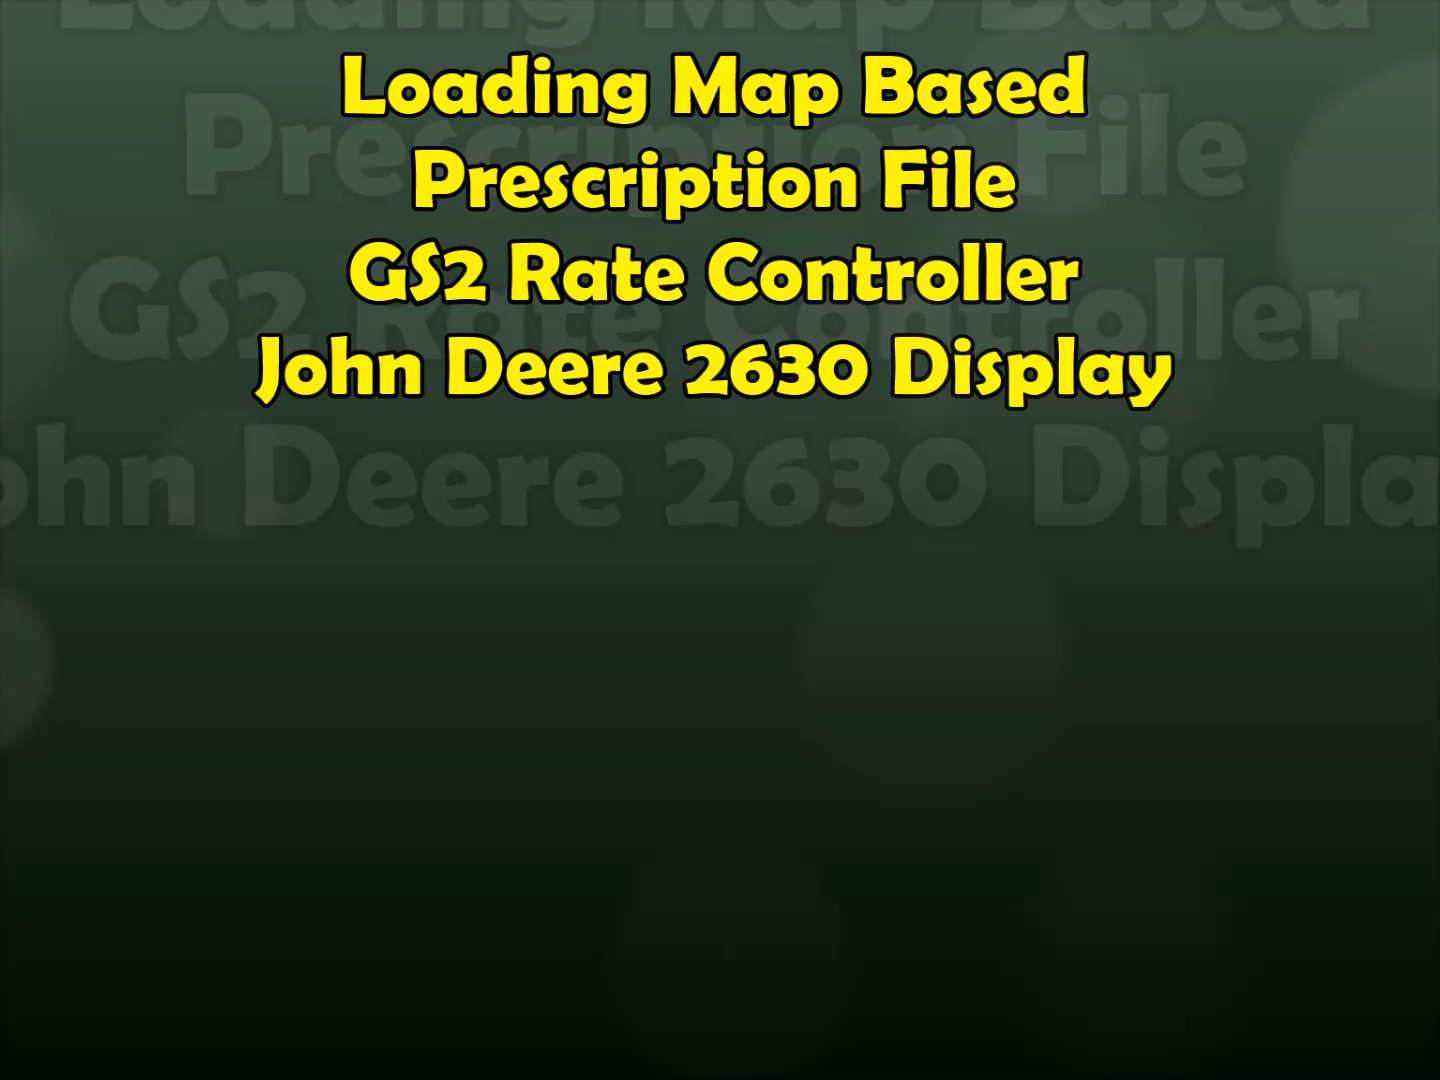 Loading Map Based
Prescription File
GS2 Rate Controller
John Deere 2630 Display